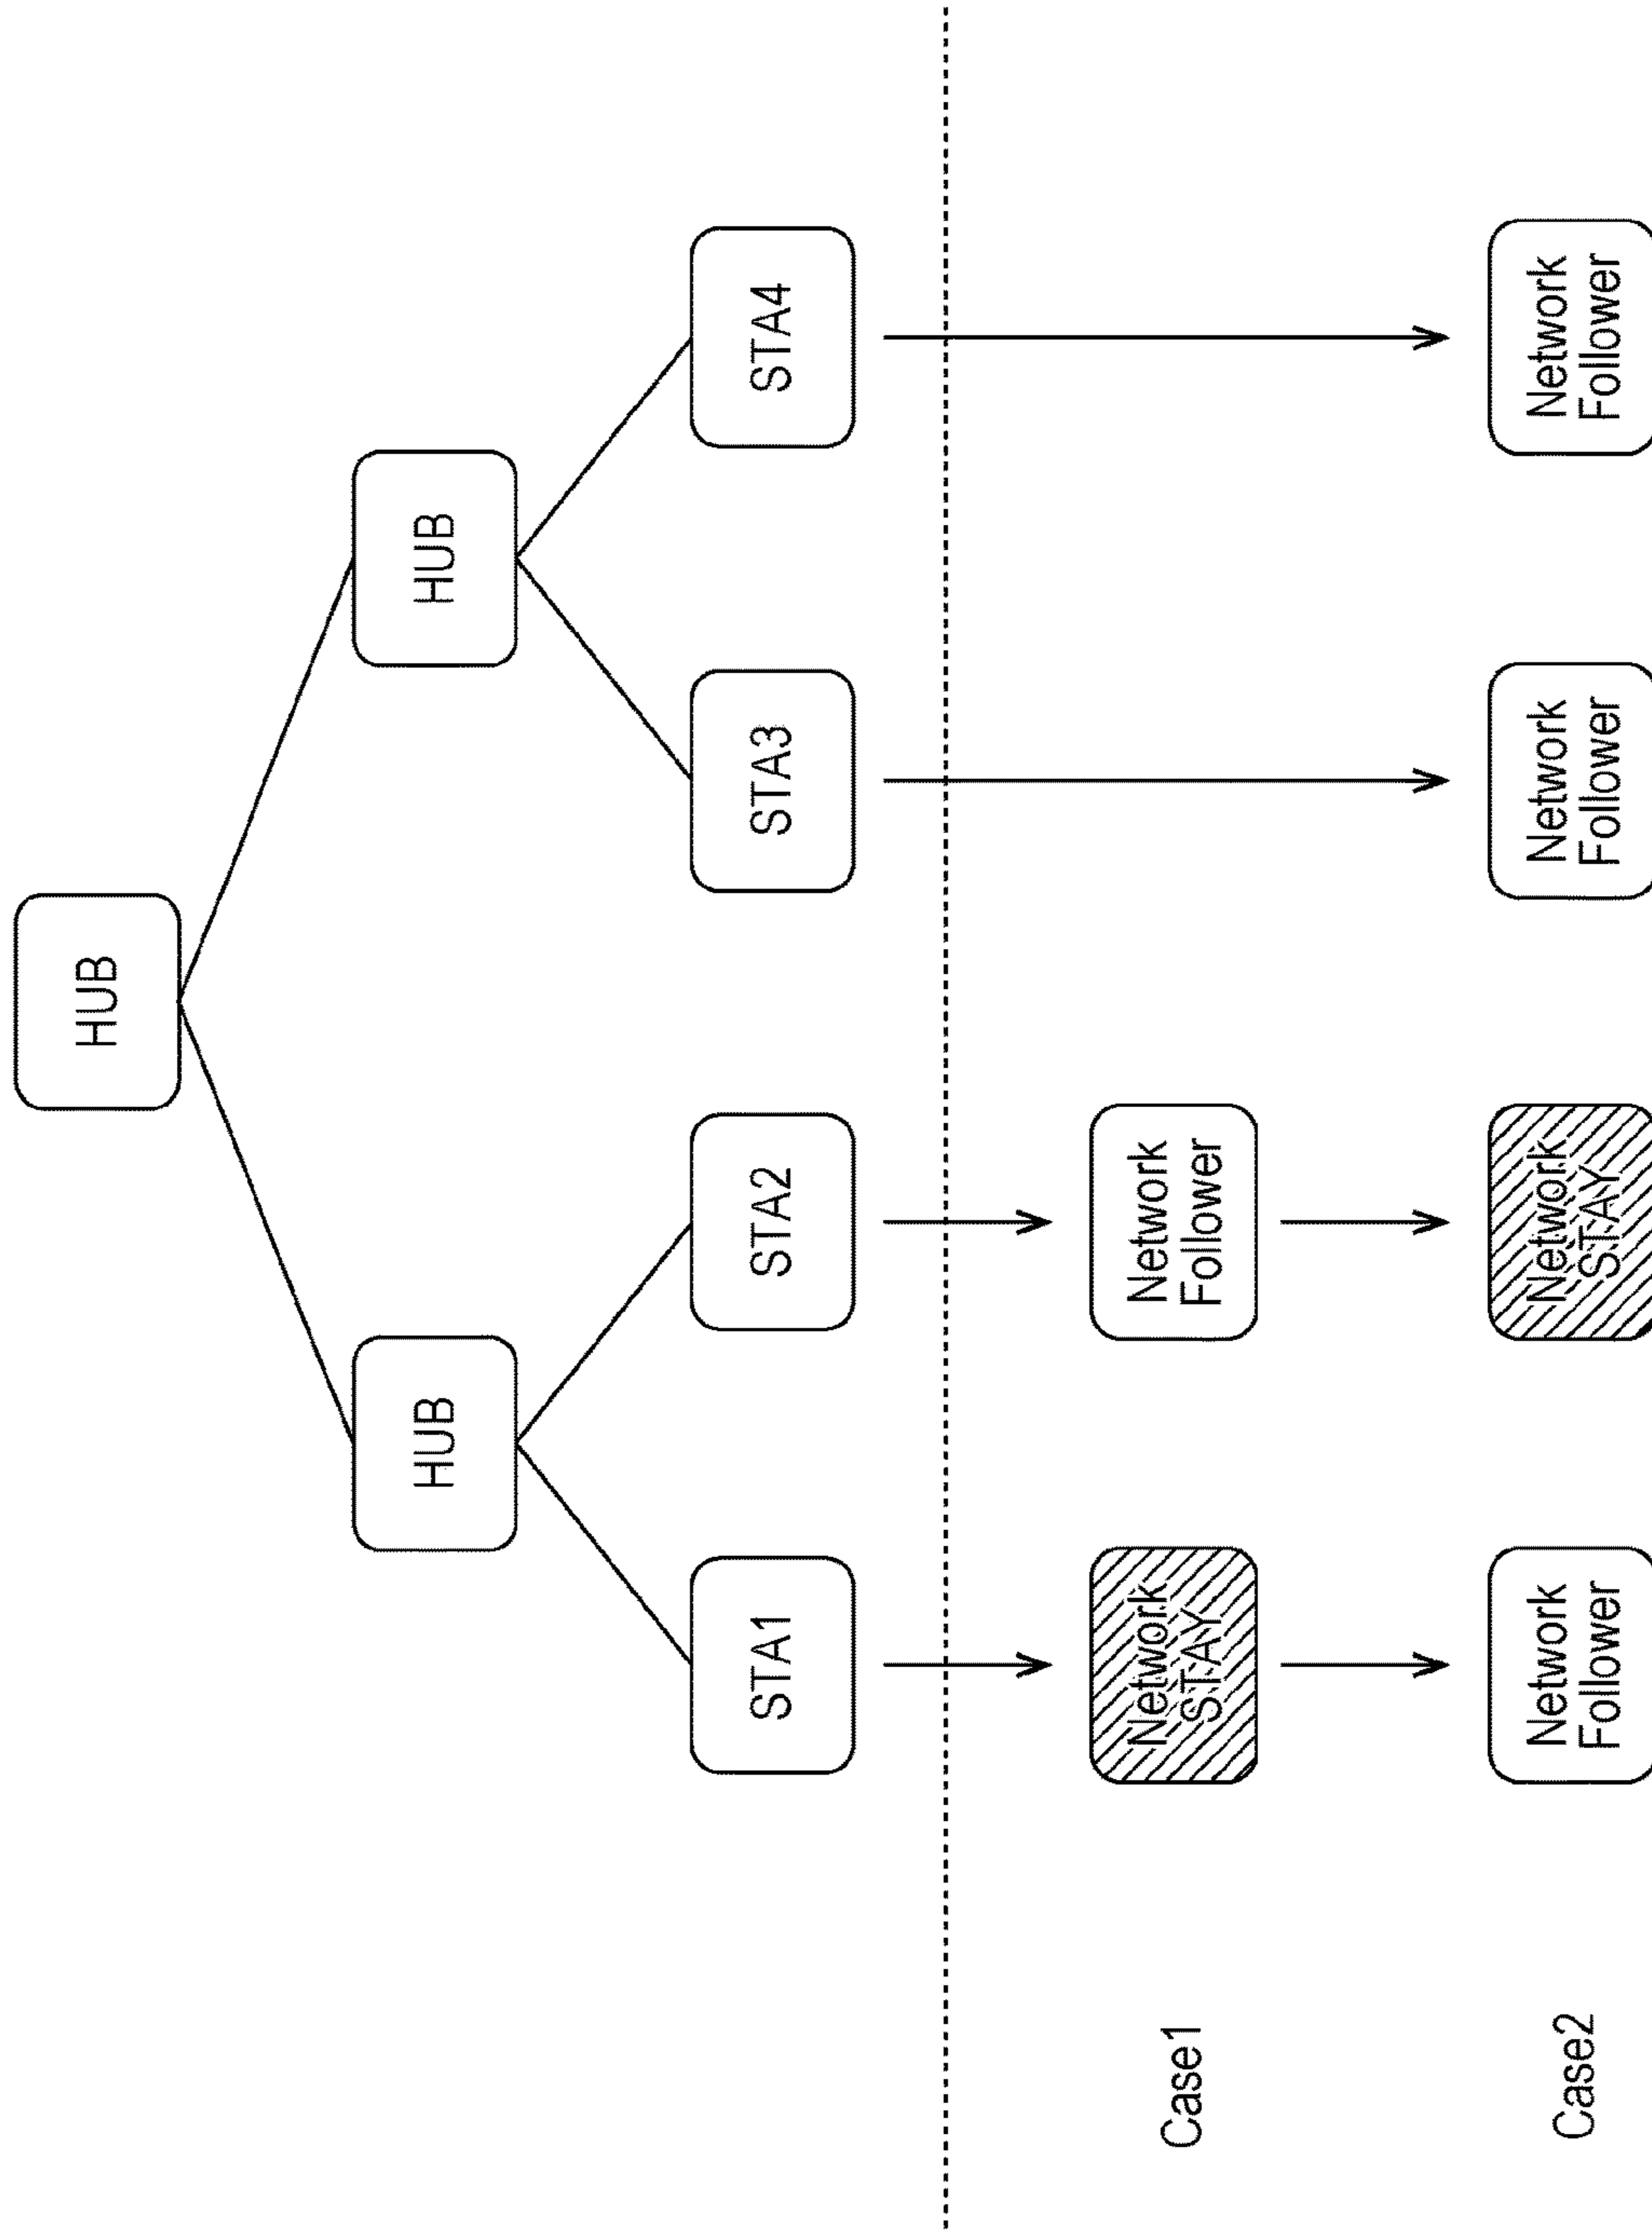 HUB
HUB
HUB
STA1
STA2
STA3
STA4
Case1
Network
STAY
Network
Follower
Case2
Network
Follower
Network
STAY
Network
Follower
Network
Follower